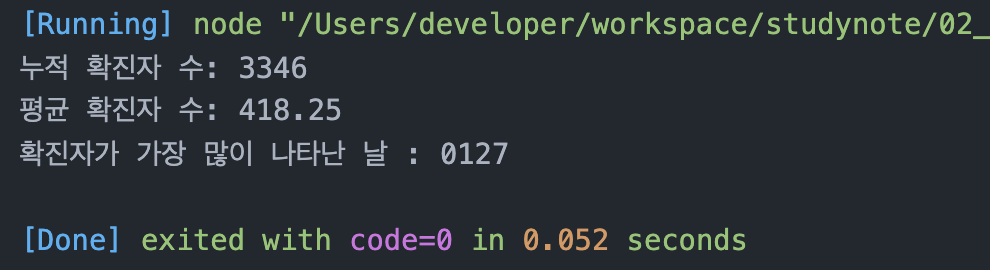 [Running] node "/Users/developer/workspace/studynote/02_
누적 확진자 수: 3346
평균 확진자 수: 418.25
확진자가 가장 많이 나타난 날 : 0127
[Done] exited with code=0 in 0.052 seconds